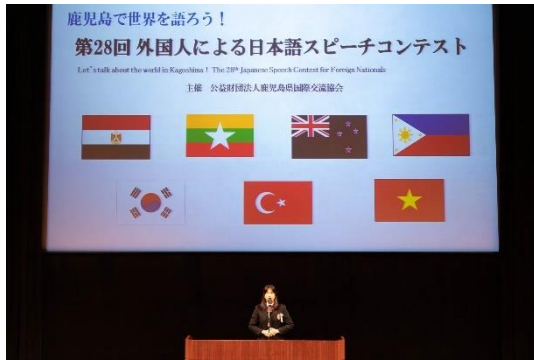 鹿児島で世界を語ろう！
第28回 外国人による日本語スピーチコンテスト
Let's talk about the world in Kagoshima！ The 28th Japanese Speech Contest for Foreign Nationals
主催　公益財団法人鹿児島県国際交流協会